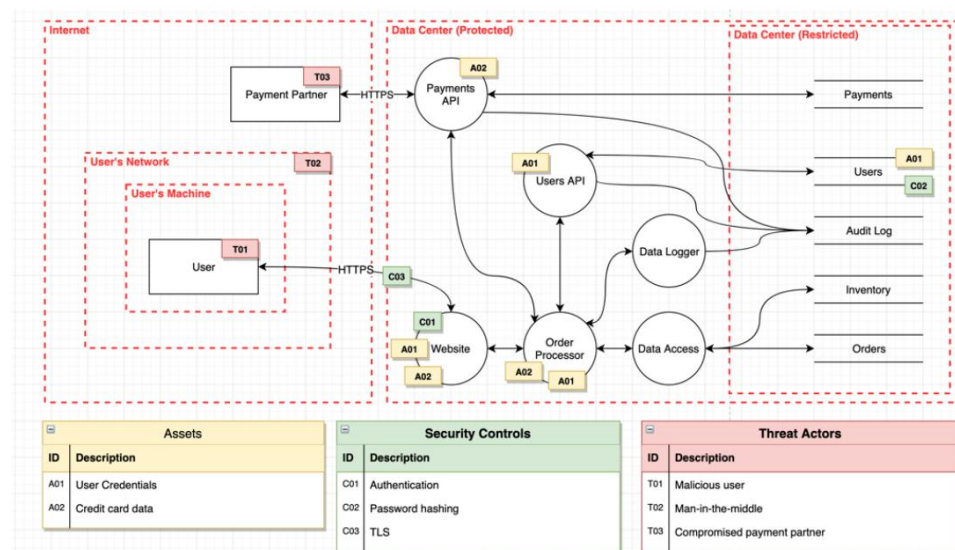 Internet
Data Center (Protected)
Data Center (Restricted)
T03
Payment Partner
HTTPS
A02
Payments
API
Payments
User's Network
T02
User's Machine
A01
Users API
A01
Users
C02
T01
User
HTTPS
C03
Data Logger
Audit Log
Inventory
C01
A01
Website
A02
Order
Processor
A02
A01
Data Access
Orders
Assets
ID Description
A01 User Credentials
A02 Credit card data
Security Controls
ID Description
C01 Authentication
C02 Password hashing
C03 TLS
Threat Actors
ID Description
T01 Malicious user
T02 Man-in-the-middle
T03 Compromised payment partner